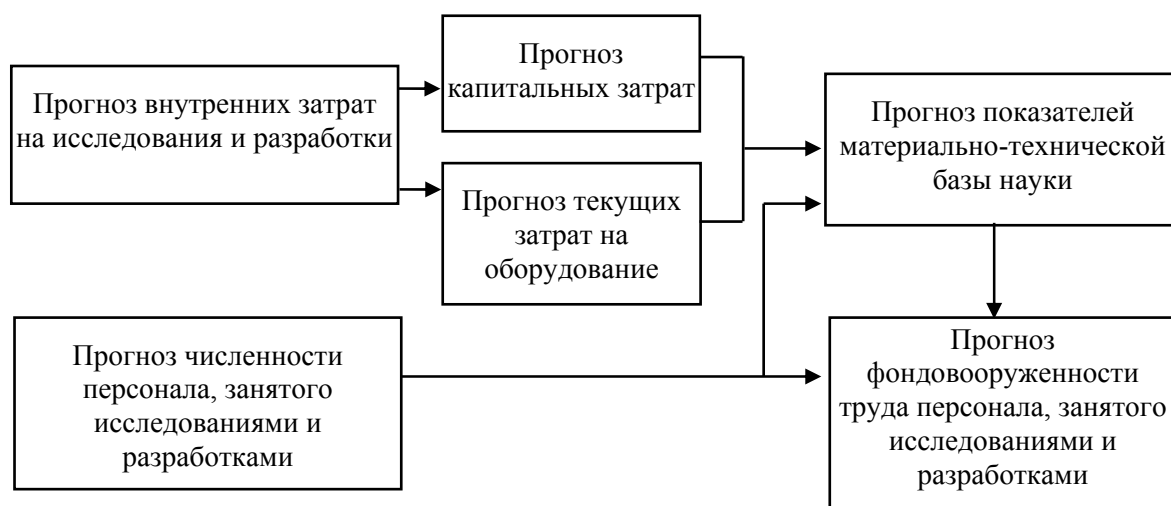 Прогноз внутренних затрат
на исследования и разработки
Прогноз
капитальных затрат
Прогноз текущих
затрат на
оборудование
Прогноз показателей
материально-технической
базы науки
Прогноз численности
персонала, занятого
исследованиями и
разработками
Прогноз
фондовооруженности
труда персонала, занятого
исследованиями и
разработками